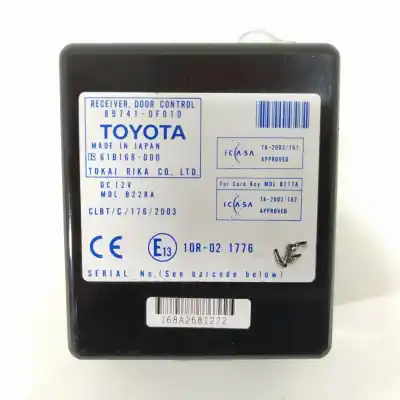 RECEIVER, DOOR CONTROL
89741-0F010
TOYOTA
MADE IN JAPAN
61B168-000
TOKAI RIKA CO., LTD.
DC 12V
MDL B22RA
CLBT/C/176/2003
ICASA
TA-2003/161
APPROVED
For Card Key MDL B2ITA
ICASA
TA-2003/162
APPROVED
CE E13 10R-02 1776
VF
SERIAL No.(See barcode below)
168A2681272